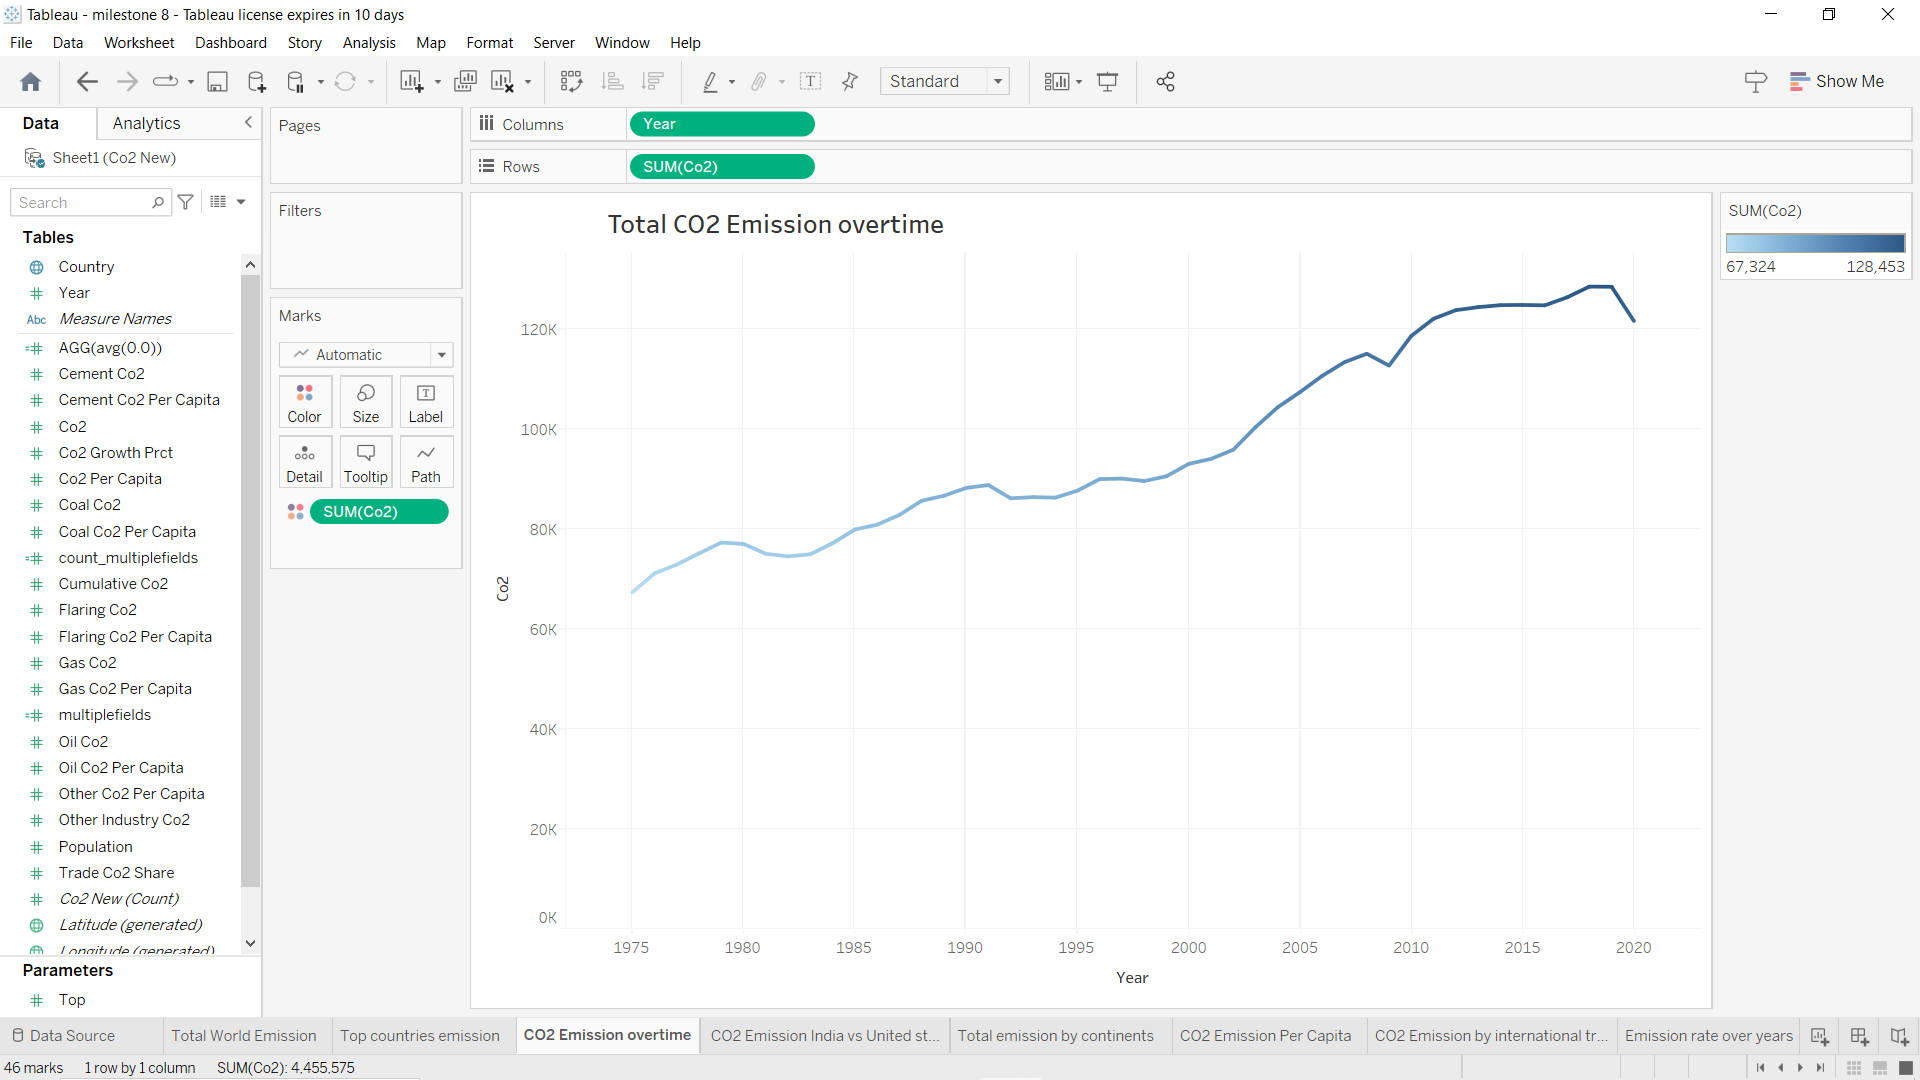 Tableau - milestone 8 - Tableau license expires in 10 days
File Data Worksheet Dashboard Story Analysis Map Format Server Window Help
Standard
Show Me
Data Analytics
Sheet1 (Co2 New)
Search
Tables
Country
Year
Abc Measure Names
AGG(avg(0.0))
Cement Co2
Cement Co2 Per Capita
Co2
Co2 Growth Prct
Co2 Per Capita
Coal Co2
Coal Co2 Per Capita
count_multiplefields
Cumulative Co2
Flaring Co2
Flaring Co2 Per Capita
Gas Co2
Gas Co2 Per Capita
multiplefields
Oil Co2
Oil Co2 Per Capita
Other Co2 Per Capita
Other Industry Co2
Population
Trade Co2 Share
Co2 New (Count)
Latitude (generated)
Longitude (generated)
Parameters
Top
Pages
Filters
Marks
Automatic
Color Size Label
Detail Tooltip Path
SUM(Co2)
Columns Year
Rows SUM(Co2)
Total CO2 Emission overtime
120K
100K
80K
60K
40K
20K
0K
Co2
1975 1980 1985 1990 1995 2000 2005 2010 2015 2020
Year
SUM(Co2)
67,324 128,453
Data Source Total World Emission Top countries emission CO2 Emission overtime CO2 Emission India vs United st... Total emission by continents CO2 Emission Per Capita CO2 Emission by international tr... Emission rate over years
46 marks 1 row by 1 column SUM(Co2): 4,455,575